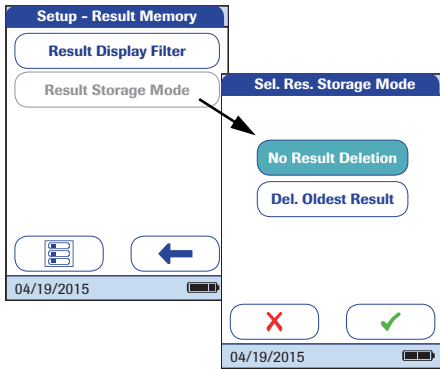 Setup - Result Memory
Result Display Filter
Result Storage Mode
04/19/2015
Sel. Res. Storage Mode
No Result Deletion
Del. Oldest Result
04/19/2015